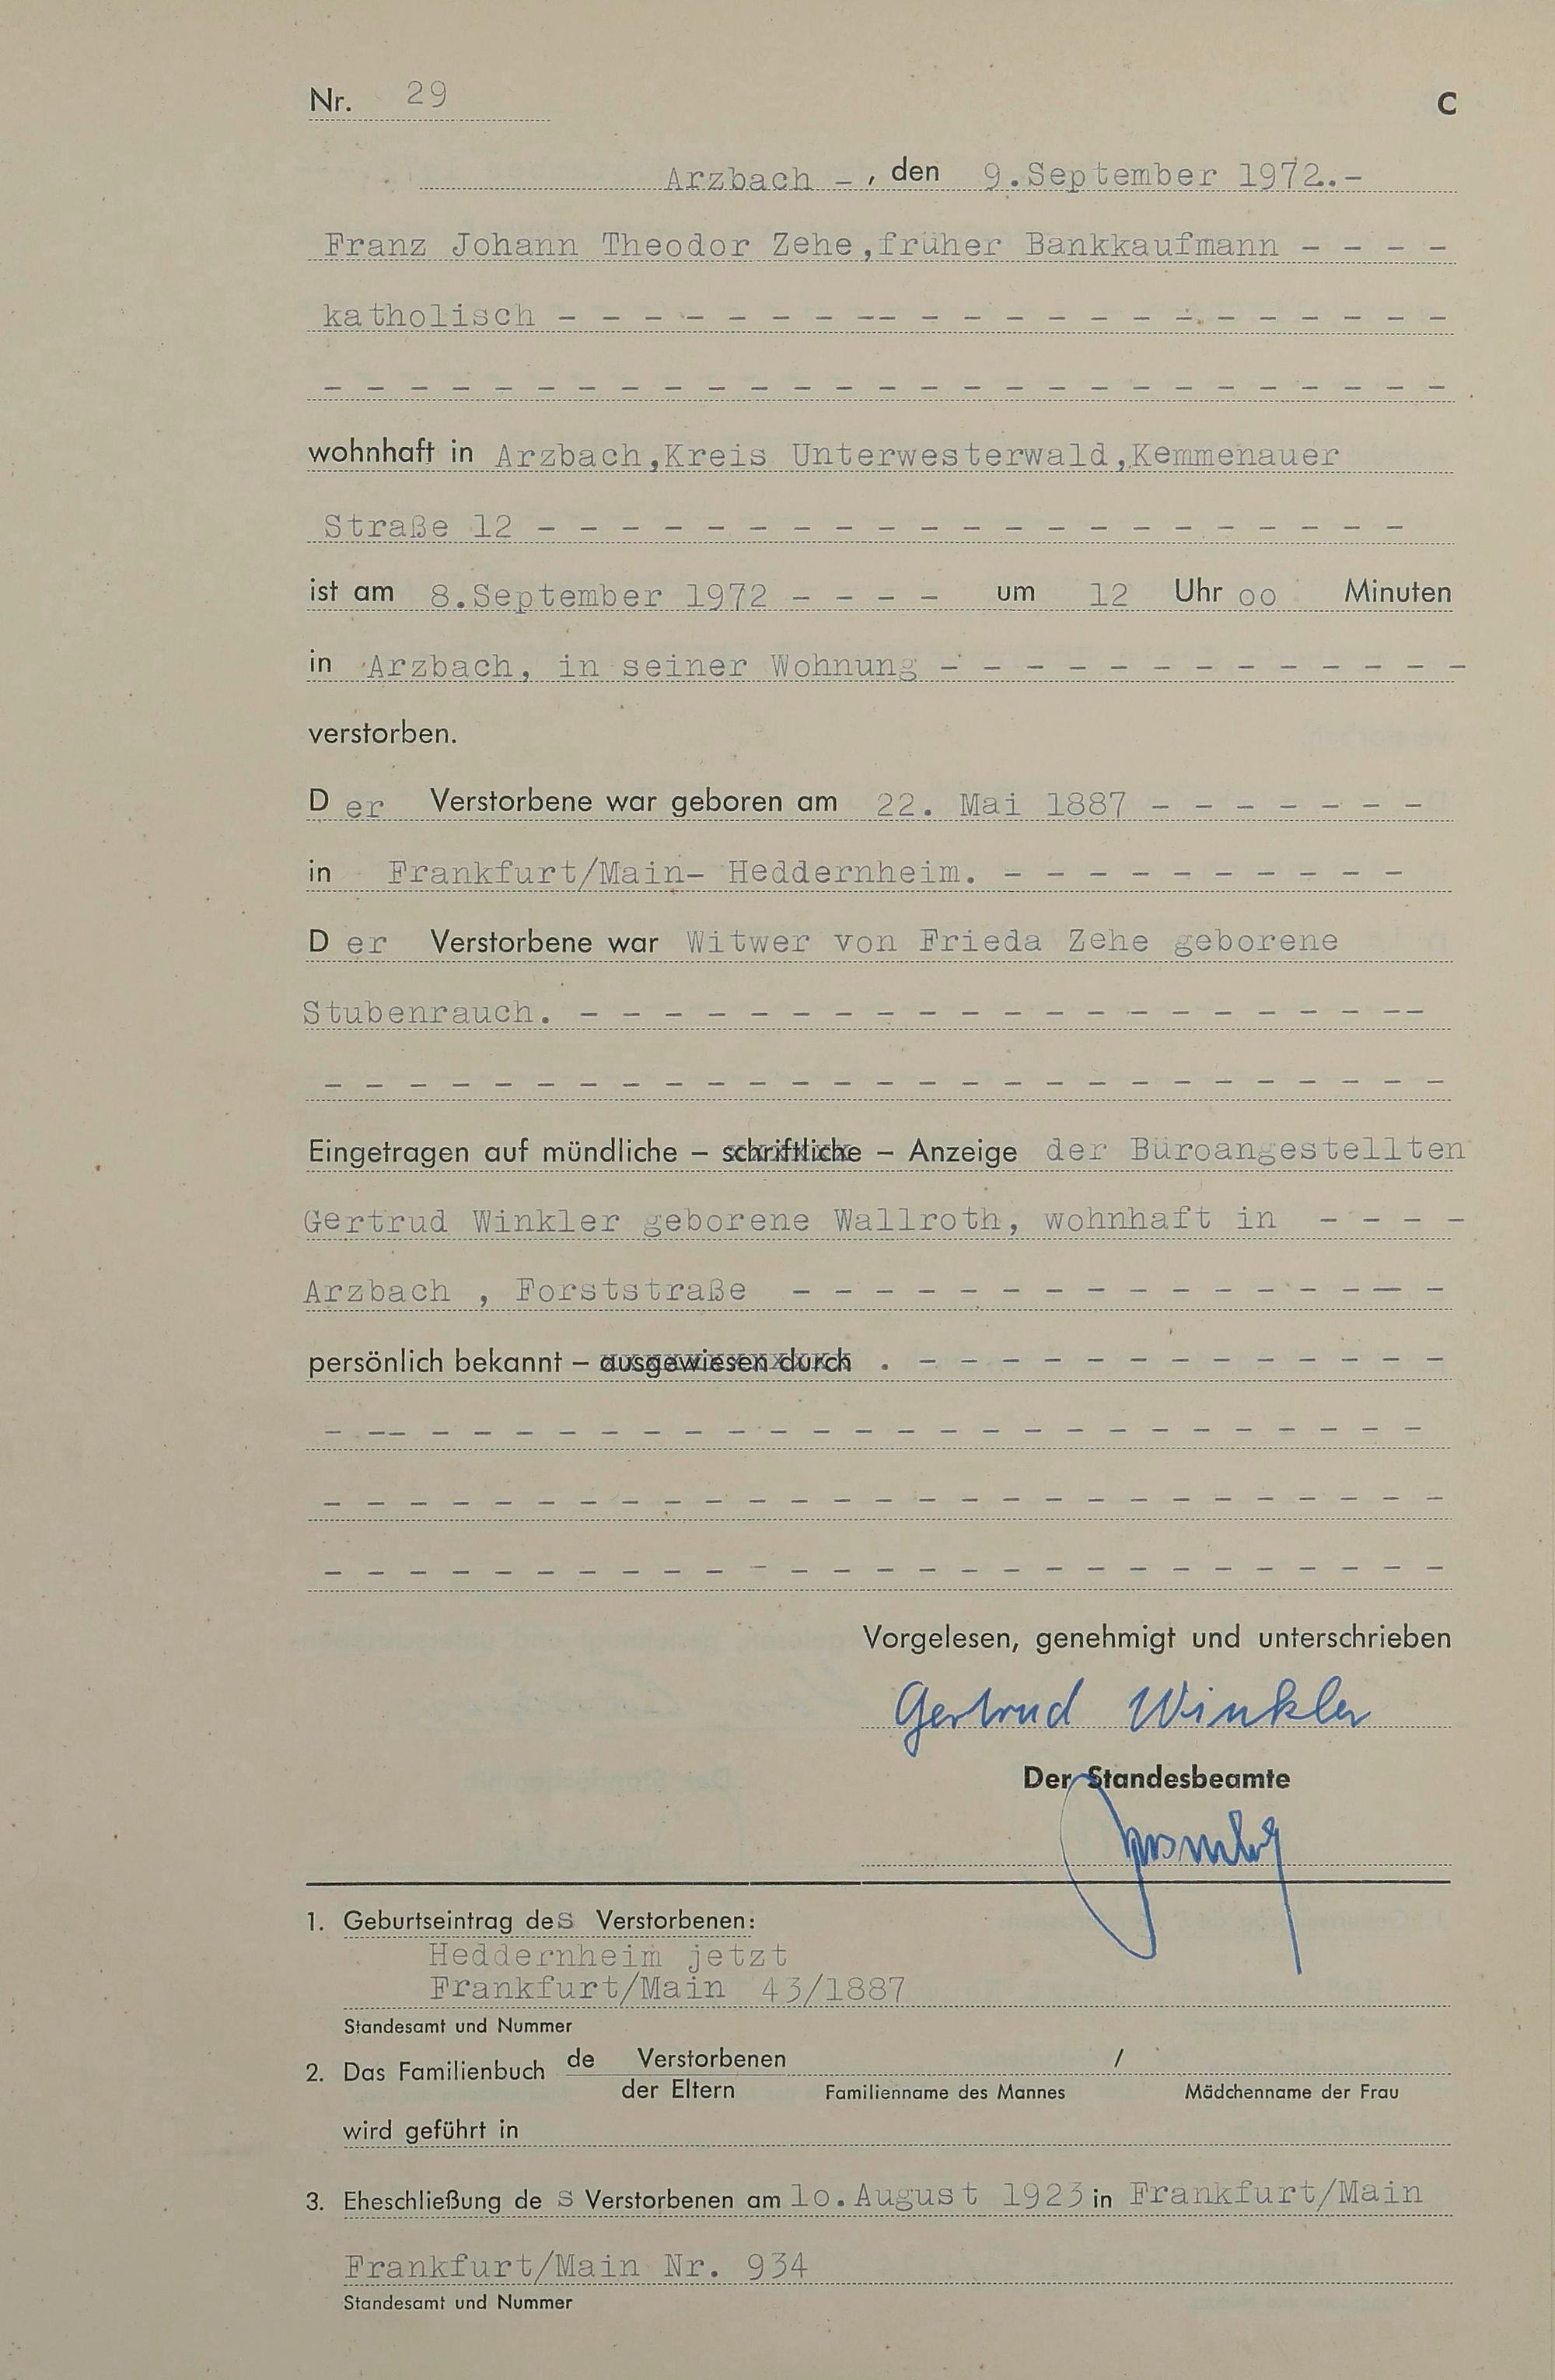 Nr. 29 C
Arzbach –, den 9.September 1972.-
Franz Johann Theodor Zehe,früher Bankkaufmann - - - -
katholisch - - - - - - - -- - - - - - - - - - - - - -
- - - - - - - - - - - - - - - - - - - - - - - - - - -
wohnhaft in Arzbach,Kreis Unterwesterwald,Kemmenauer
Straße 12 - - - - - - - - - - - - - - - - - - - - -
ist am 8.September 1972 - - - - um 12 Uhr oo Minuten
in Arzbach, in seiner Wohnung - - - - - - - - - - - - -
verstorben.
D er Verstorbene war geboren am 22. Mai 1887 - - - - - - -
in Frankfurt/Main- Heddernheim. - - - - - - - - - -
D er Verstorbene war Witwer von Frieda Zehe geborene
Stubenrauch. - - - - - - - - - - - - - - - - - - - --
- - - - - - - - - - - - - - - - - - - - - - - - - - -
Eingetragen auf mündliche – schriftliche – Anzeige der Büroangestellten
Gertrud Winkler geborene Wallroth, wohnhaft in - - - -
Arzbach , Forststraße - - - - - - - - - - - - - - - -
persönlich bekannt – ausgewiesen durch . - - - - - - - - - - - - -
- -- - - - - - - - - - - - - - - - - - - - - - - - -
- - - - - - - - - - - - - - - - - - - - - - - - - - -
- - - - - - - - - - - - - - - - - - - - - - - - - - -
Vorgelesen, genehmigt und unterschrieben
Gertrud Winkler
Der Standesbeamte
1. Geburtseintrag des Verstorbenen:
Heddernheim jetzt
Frankfurt/Main 43/1887
Standesamt und Nummer
2. Das Familienbuch de Verstorbenen /
der Eltern Familienname des Mannes Mädchenname der Frau
wird geführt in
3. Eheschließung de s Verstorbenen am 1o.August 1923 in Frankfurt/Main
Frankfurt/Main Nr. 934
Standesamt und Nummer